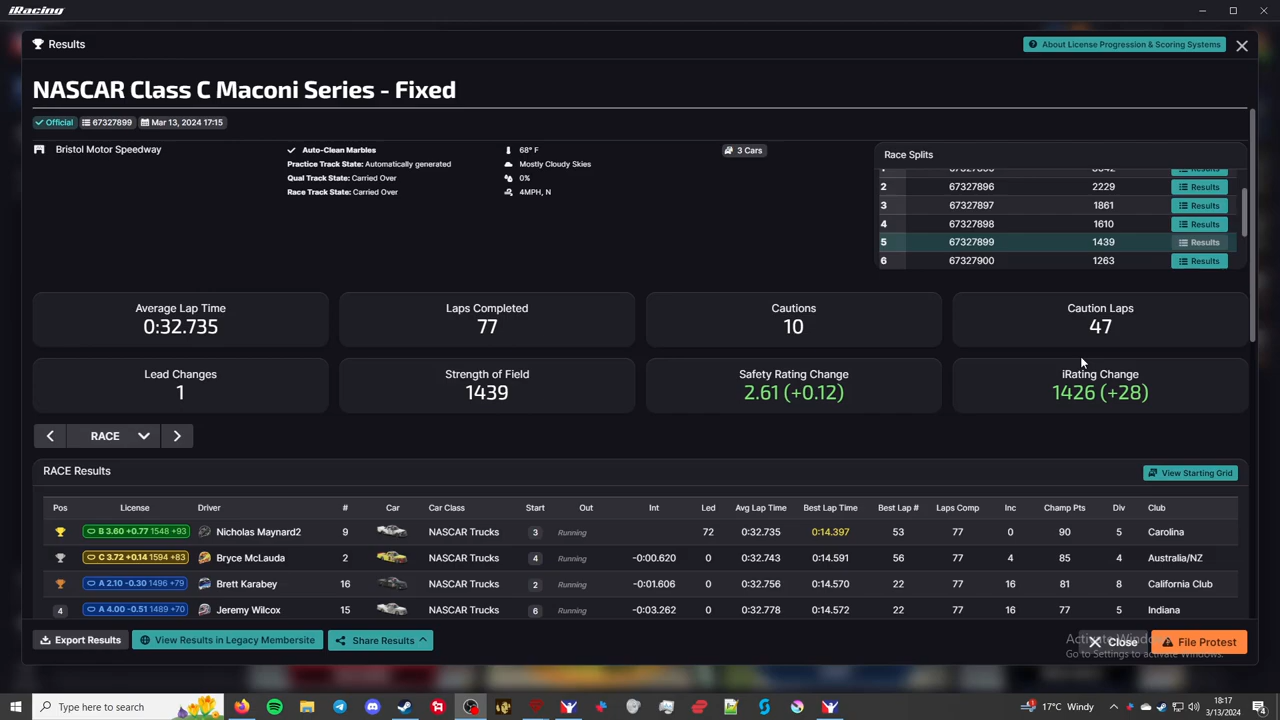 iRacing
Results
About License Progression & Scoring Systems
NASCAR Class C Maconi Series - Fixed
Official
67327899
Mar 13, 2024 17:15
Bristol Motor Speedway
Auto-Clean Marbles
Practice Track State: Automatically generated
Qual Track State: Carried Over
Race Track State: Carried Over
68° F
Mostly Cloudy Skies
0%
4MPH, N
3 Cars
Race Splits
2 67327896 2229 Results
3 67327897 1861 Results
4 67327898 1610 Results
5 67327899 1439 Results
6 67327900 1263 Results
Average Lap Time
0:32.735
Laps Completed
77
Cautions
10
Caution Laps
47
Lead Changes
1
Strength of Field
1439
Safety Rating Change
2.61 (+0.12)
iRating Change
1426 (+28)
RACE
RACE Results
View Starting Grid
Pos License Driver # Car Car Class Start Out Int Led Avg Lap Time Best Lap Time Best Lap # Laps Comp Inc Champ Pts Div Club
B 3.60 +0.77 1548 +93 Nicholas Maynard2 9 NASCAR Trucks 3 Running 72 0:32.735 0:14.397 53 77 0 90 5 Carolina
C 3.72 +0.14 1594 +83 Bryce McLauda 2 NASCAR Trucks 4 Running -0:00.620 0 0:32.743 0:14.591 56 77 4 85 4 Australia/NZ
A 2.10 -0.30 1496 +79 Brett Karabey 16 NASCAR Trucks 2 Running -0:01.606 0 0:32.756 0:14.570 22 77 16 81 8 California Club
4 A 4.00 -0.51 1489 +70 Jeremy Wilcox 15 NASCAR Trucks 6 Running -0:03.262 0 0:32.778 0:14.572 22 77 10 77 5 Indiana
Export Results
View Results in Legacy Membersite
Share Results
Close
File Protest
Go to Settings to activate Windows.
Type here to search
17°C Windy
18:17
3/13/2024